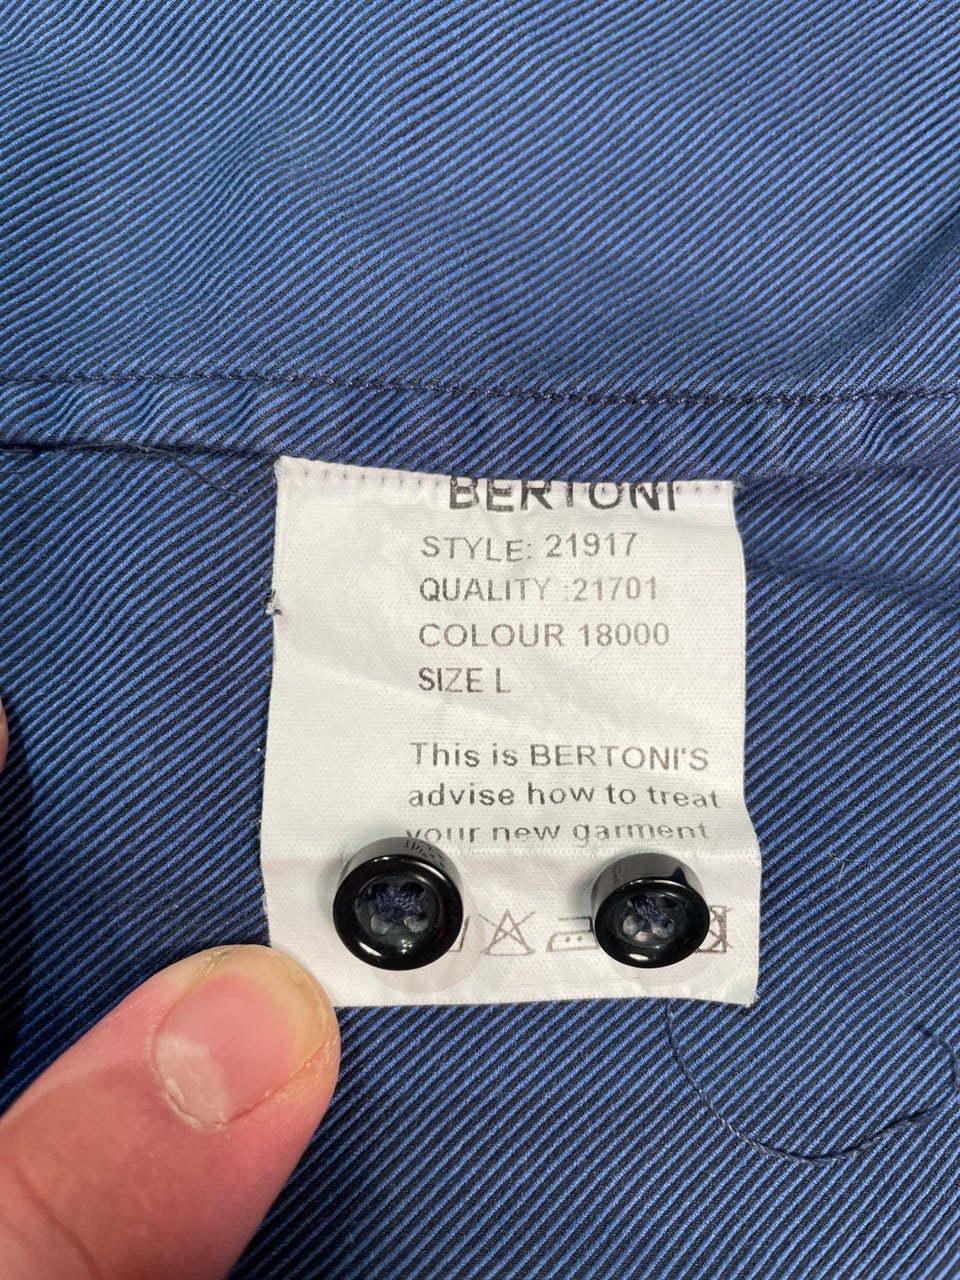 BERTONI
STYLE: 21917
QUALITY :21701
COLOUR 18000
SIZE L
This is BERTONI'S
advise how to treat
your new garment